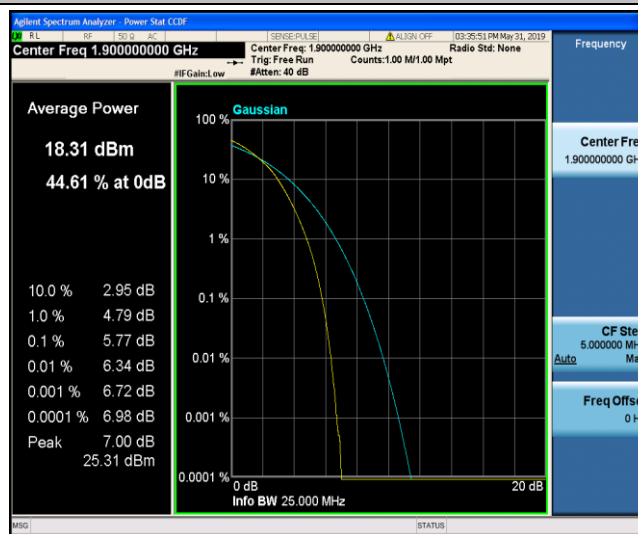 Agilent Spectrum Analyzer - Power Stat CCDF
RL RF 50 Ω AC SENSE:PULSE ALIGN OFF 03:35:51 PM May 31, 2019
Center Freq 1.900000000 GHz
Center Freq: 1.900000000 GHz Radio Std: None
Trig: Free Run Counts:1.00 M/1.00 Mpt
#IFGain:Low #Atten: 40 dB
Frequency
Average Power
18.31 dBm
44.61 % at 0dB
10.0 % 2.95 dB
1.0 % 4.79 dB
0.1 % 5.77 dB
0.01 % 6.34 dB
0.001 % 6.72 dB
0.0001 % 6.98 dB
Peak 7.00 dB
25.31 dBm
Gaussian
100 %
10 %
1 %
0.1 %
0.01 %
0.001 %
0.0001 %
0 dB 20 dB
Info BW 25.000 MHz
Center Fre
1.900000000 GH
CF Ste
5.000000 MH
Auto Ma
Freq Offse
0 H
MSG STATUS